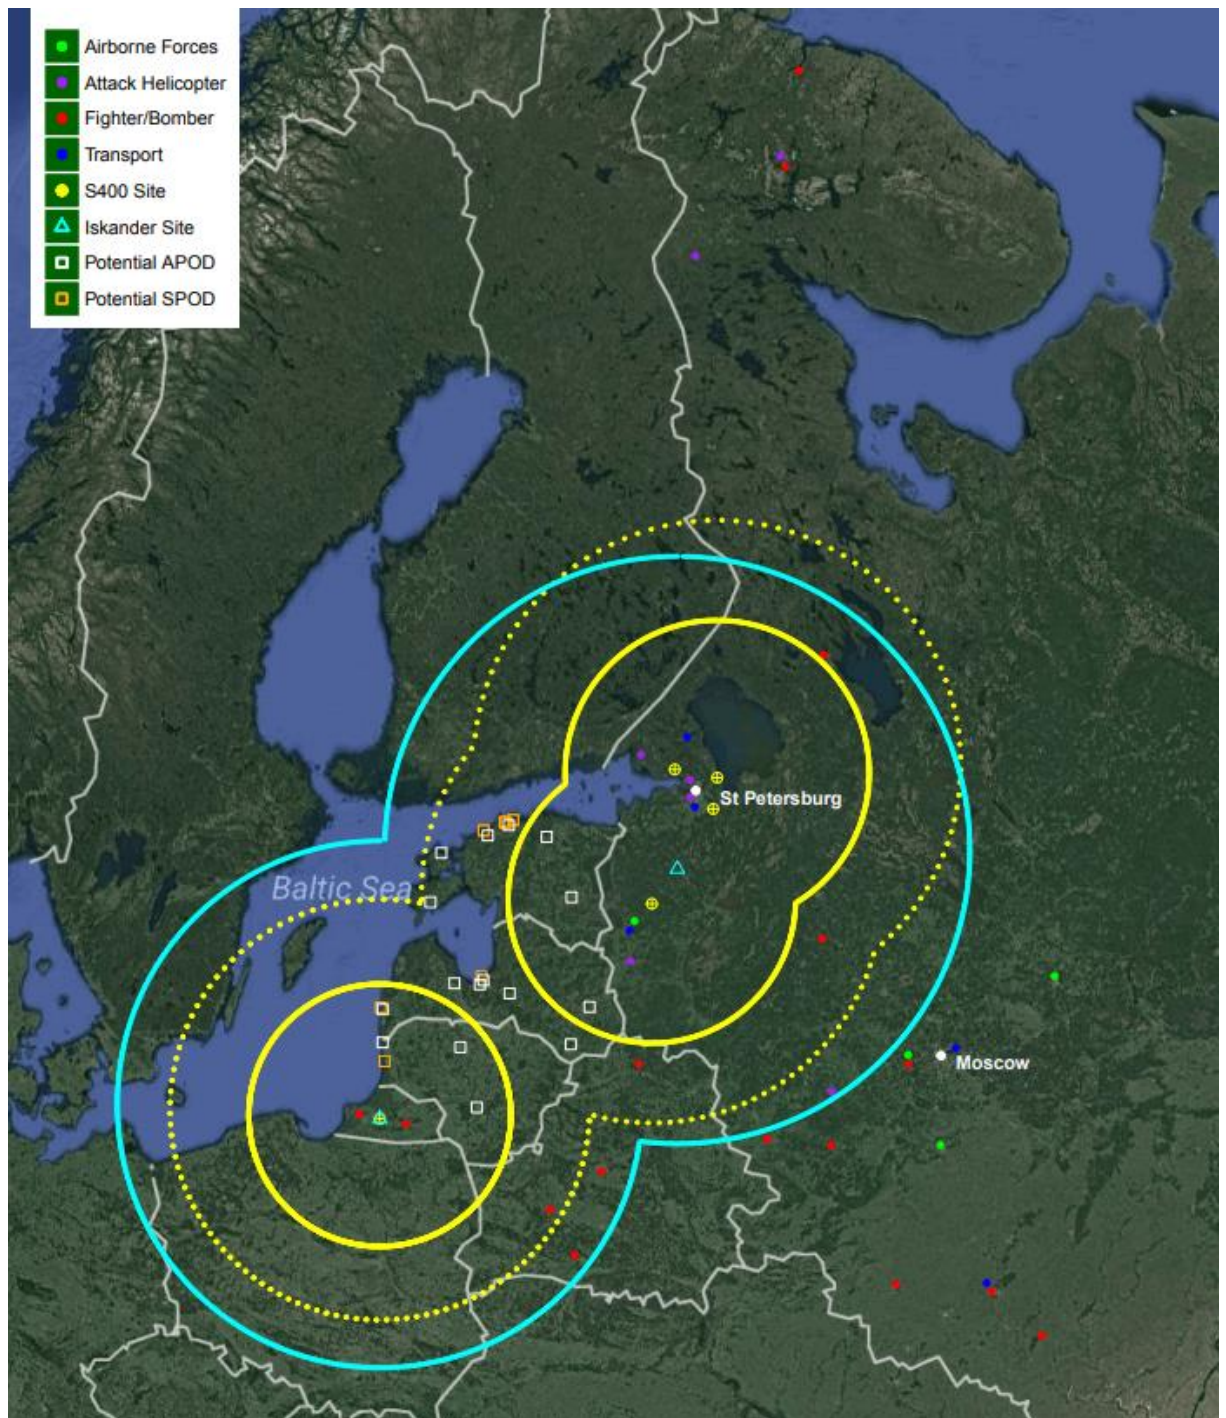 Airborne Forces
Attack Helicopter
Fighter/Bomber
Transport
S400 Site
Iskander Site
Potential APOD
Potential SPOD
St Petersburg
Baltic Sea
Moscow